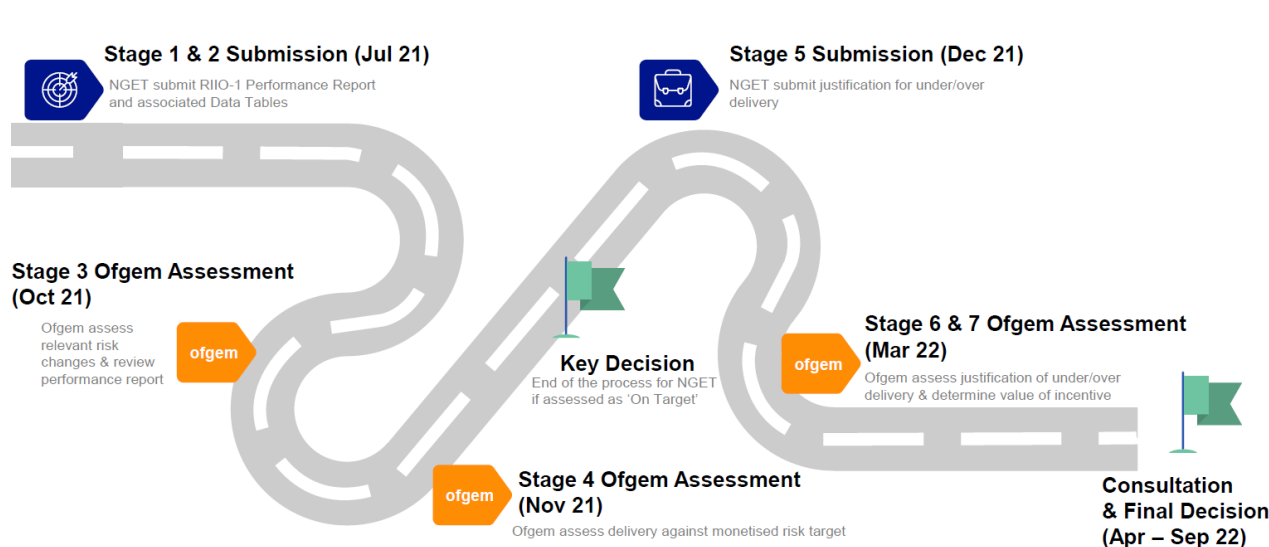 Stage 1 & 2 Submission (Jul 21)
NGET submit RIIO-1 Performance Report
and associated Data Tables
Stage 5 Submission (Dec 21)
NGET submit justification for under/over
delivery
Stage 3 Ofgem Assessment
(Oct 21)
Ofgem assess
relevant risk
changes & review
performance report
ofgem
Key Decision
End of the process for NGET
if assessed as ‘On Target’
Stage 6 & 7 Ofgem Assessment
(Mar 22)
ofgem
Ofgem assess justification of under/over
delivery & determine value of incentive
ofgem
Stage 4 Ofgem Assessment
(Nov 21)
Ofgem assess delivery against monetised risk target
Consultation
& Final Decision
(Apr – Sep 22)